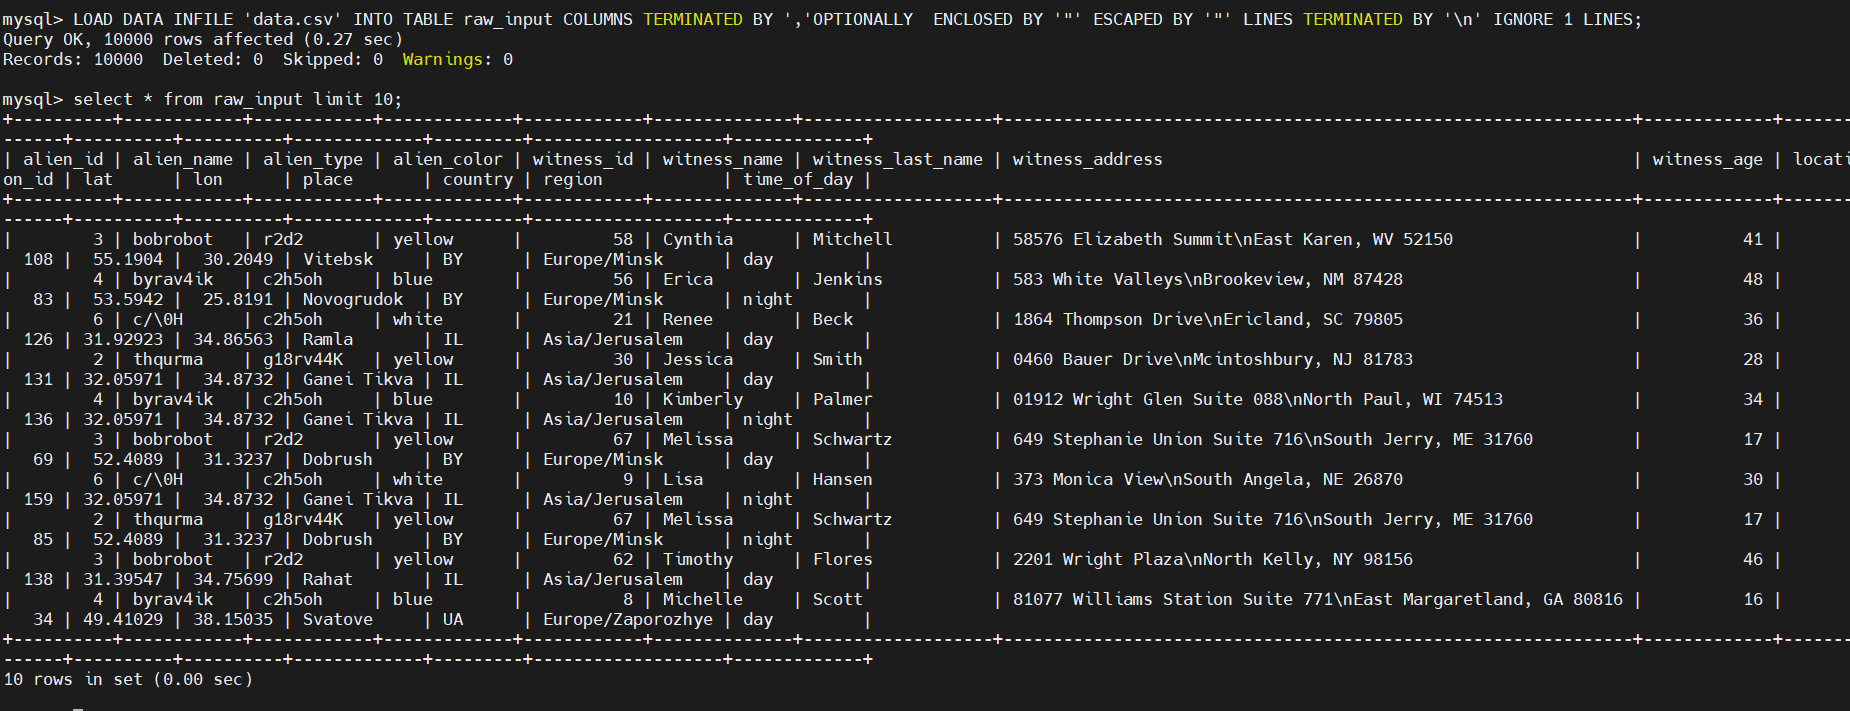 mysql> LOAD DATA INFILE 'data.csv' INTO TABLE raw_input COLUMNS TERMINATED BY ','OPTIONALLY  ENCLOSED BY '"' ESCAPED BY '"' LINES TERMINATED BY '\n' IGNORE 1 LINES;
Query OK, 10000 rows affected (0.27 sec)
Records: 10000  Deleted: 0  Skipped: 0  Warnings: 0
mysql> select * from raw_input limit 10;
+----------+------------+------------+-------------+------------+--------------+-------------------+---------------------------------------------------------------+-------------+-------
------+----------+----------+-------------+---------+-------------------+-------------+
| alien_id | alien_name | alien_type | alien_color | witness_id | witness_name | witness_last_name | witness_address                                               | witness_age | locati
on_id | lat      | lon      | place       | country | region            | time_of_day |
+----------+------------+------------+-------------+------------+--------------+-------------------+---------------------------------------------------------------+-------------+-------
------+----------+----------+-------------+---------+-------------------+-------------+
|        3 | bobrobot   | r2d2       | yellow      |         58 | Cynthia      | Mitchell          | 58576 Elizabeth Summit\nEast Karen, WV 52150                  |          41 |
  108 |  55.1904 |  30.2049 | Vitebsk     | BY      | Europe/Minsk      | day         |
|        4 | byrav4ik   | c2h5oh     | blue        |         56 | Erica        | Jenkins           | 583 White Valleys\nBrookeview, NM 87428                       |          48 |
   83 |  53.5942 |  25.8191 | Novogrudok  | BY      | Europe/Minsk      | night       |
|        6 | c/\0H      | c2h5oh     | white       |         21 | Renee        | Beck              | 1864 Thompson Drive\nEricland, SC 79805                       |          36 |
  126 | 31.92923 | 34.86563 | Ramla       | IL      | Asia/Jerusalem    | day         |
|        2 | thqurma    | g18rv44K   | yellow      |         30 | Jessica      | Smith             | 0460 Bauer Drive\nMcintoshbury, NJ 81783                      |          28 |
  131 | 32.05971 |  34.8732 | Ganei Tikva | IL      | Asia/Jerusalem    | day         |
|        4 | byrav4ik   | c2h5oh     | blue        |         10 | Kimberly     | Palmer            | 01912 Wright Glen Suite 088\nNorth Paul, WI 74513             |          34 |
  136 | 32.05971 |  34.8732 | Ganei Tikva | IL      | Asia/Jerusalem    | night       |
|        3 | bobrobot   | r2d2       | yellow      |         67 | Melissa      | Schwartz          | 649 Stephanie Union Suite 716\nSouth Jerry, ME 31760          |          17 |
   69 |  52.4089 |  31.3237 | Dobrush     | BY      | Europe/Minsk      | day         |
|        6 | c/\0H      | c2h5oh     | white       |          9 | Lisa         | Hansen            | 373 Monica View\nSouth Angela, NE 26870                       |          30 |
  159 | 32.05971 |  34.8732 | Ganei Tikva | IL      | Asia/Jerusalem    | night       |
|        2 | thqurma    | g18rv44K   | yellow      |         67 | Melissa      | Schwartz          | 649 Stephanie Union Suite 716\nSouth Jerry, ME 31760          |          17 |
   85 |  52.4089 |  31.3237 | Dobrush     | BY      | Europe/Minsk      | night       |
|        3 | bobrobot   | r2d2       | yellow      |         62 | Timothy      | Flores            | 2201 Wright Plaza\nNorth Kelly, NY 98156                      |          46 |
  138 | 31.39547 | 34.75699 | Rahat       | IL      | Asia/Jerusalem    | day         |
|        4 | byrav4ik   | c2h5oh     | blue        |          8 | Michelle     | Scott             | 81077 Williams Station Suite 771\nEast Margaretland, GA 80816 |          16 |
   34 | 49.41029 | 38.15035 | Svatove     | UA      | Europe/Zaporozhye | day         |
+----------+------------+------------+-------------+------------+--------------+-------------------+---------------------------------------------------------------+-------------+-------
------+----------+----------+-------------+---------+-------------------+-------------+
10 rows in set (0.00 sec)